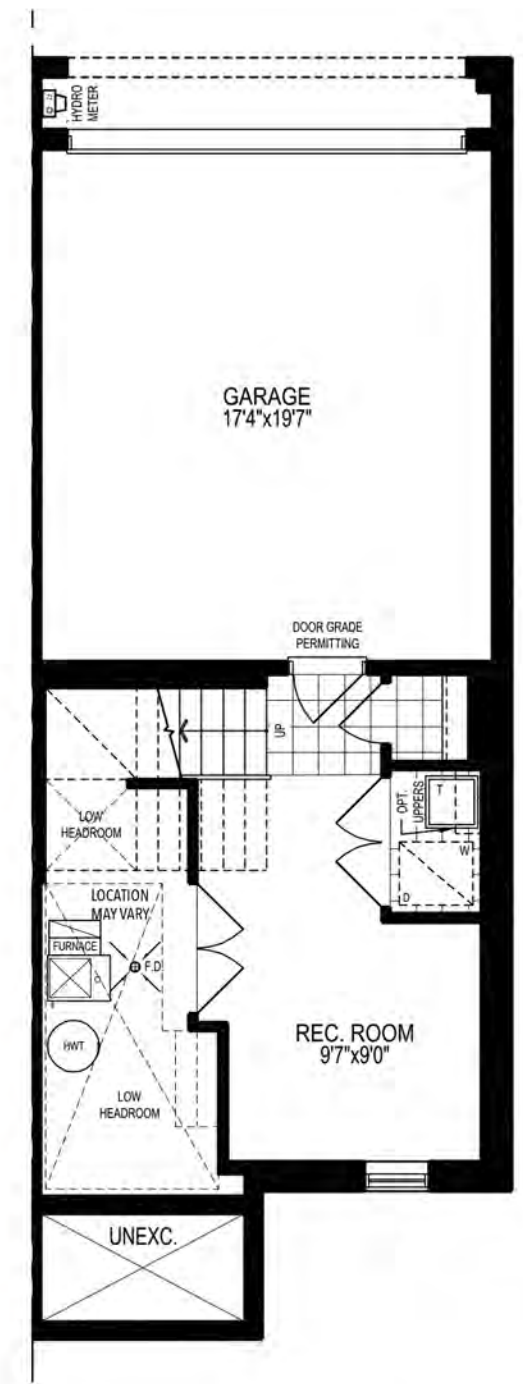 HYDRO
METER
GARAGE
17'4"x19'7"
DOOR GRADE
PERMITTING
UP
OPT.
UPPERS
T
W
D
LOW
HEADROOM
LOCATION
MAY VARY
FURNACE
F.D
HWT
REC. ROOM
9'7"x9'0"
LOW
HEADROOM
UNEXC.